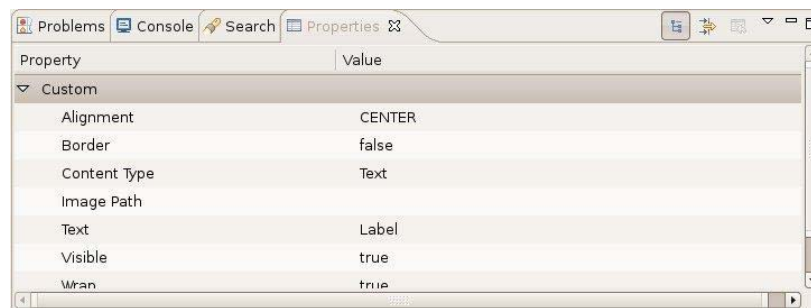 Problems Console Search Properties
Property Value
Custom
Alignment CENTER
Border false
Content Type Text
Image Path
Text Label
Visible true
Wrap true